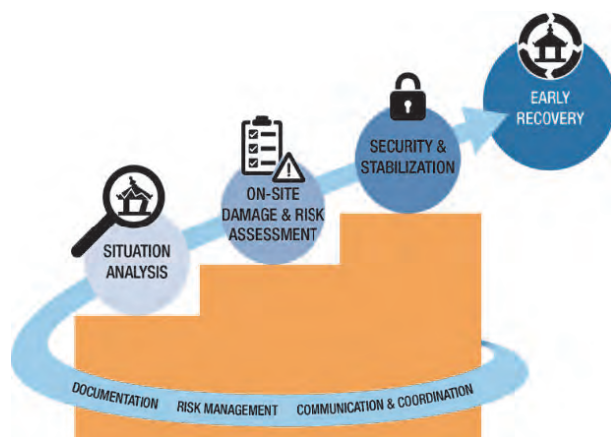 EARLY
RECOVERY
SECURITY &
STABILIZATION
ON-SITE
DAMAGE & RISK
ASSESSMENT
SITUATION
ANALYSIS
DOCUMENTATION
RISK MANAGEMENT
COMMUNICATION & COORDINATION